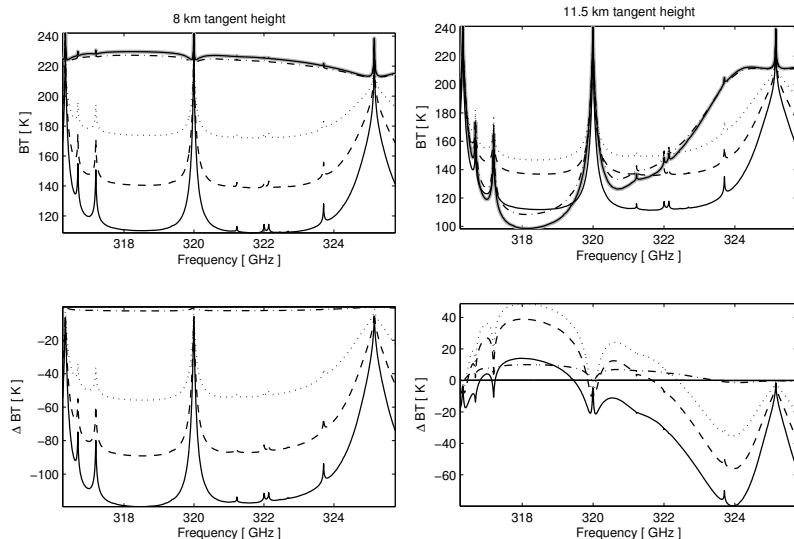 8 km tangent height
240
220
200
180
160
140
120
BT [ K ]
318 320 322 324
Frequency [ GHz ]
11.5 km tangent height
240
220
200
180
160
140
120
100
BT [ K ]
318 320 322 324
Frequency [ GHz ]
−20
−40
−60
−80
−100
Δ BT [ K ]
318 320 322 324
Frequency [ GHz ]
40
20
0
−20
−40
−60
Δ BT [ K ]
318 320 322 324
Frequency [ GHz ]